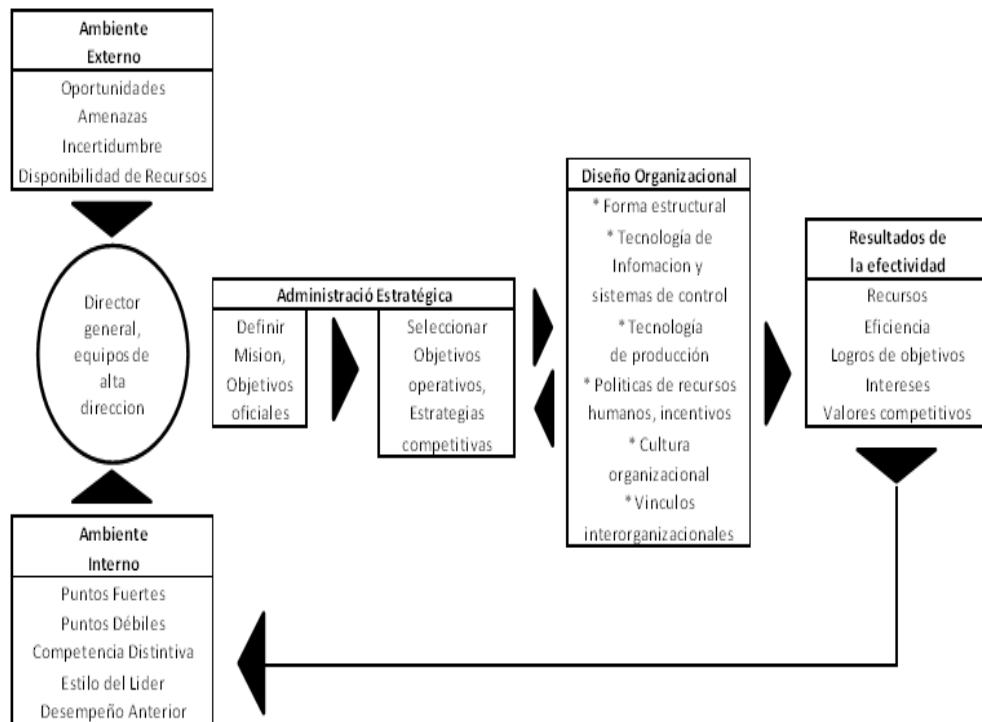 Ambiente
Externo
Oportunidades
Amenazas
Incertidumbre
Disponibilidad de Recursos
Director
general,
equipos de
alta
direccion
Ambiente
Interno
Puntos Fuertes
Puntos Débiles
Competencia Distintiva
Estilo del Lider
Desempeño Anterior
Administració Estratégica
Definir
Mision,
Objetivos
oficiales
Seleccionar
Objetivos
operativos,
Estrategias
competitivas
Diseño Organizacional
* Forma estructural
* Tecnología de
Infomacion y
sistemas de control
* Tecnología
de producción
* Politicas de recursos
humanos, incentivos
* Cultura
organizacional
* Vinculos
interorganizacionales
Resultados de
la efectividad
Recursos
Eficiencia
Logros de objetivos
Intereses
Valores competitivos